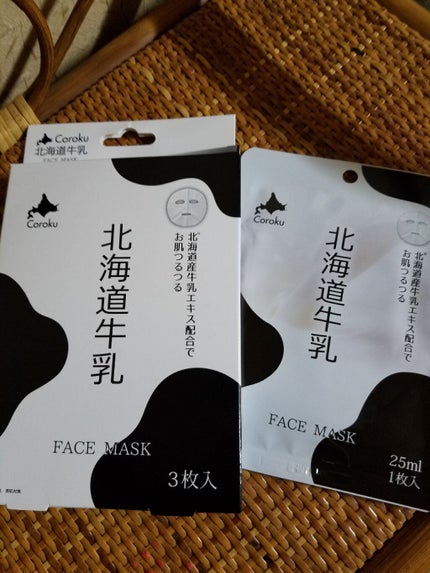 Coroku
北海道牛乳
FACE MASK
Coroku
北海道産牛乳エキス配合で
お肌つるつる
北海道牛乳
FACE MASK
3枚入
Coroku
北海道産牛乳エキス配合で
お肌つるつる
北海道牛乳
FACE MASK
25ml
1枚入